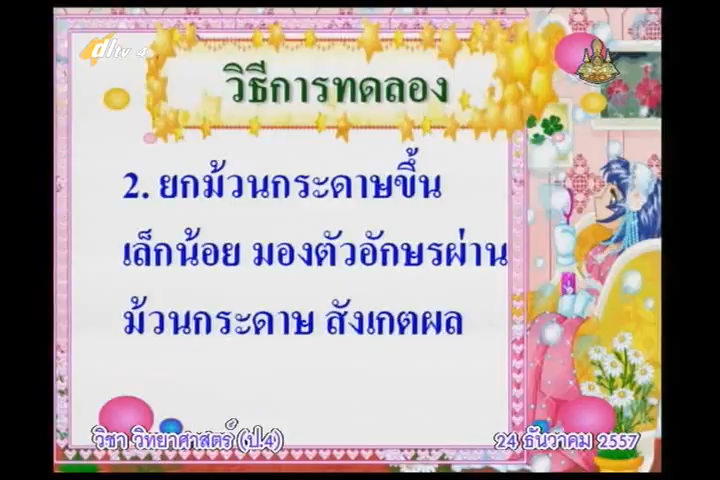 dltv 4
วิธีการทดลอง
2. ยกม้วนกระดาษขึ้น
เล็กน้อย มองตัวอักษรผ่าน
ม้วนกระดาษ สังเกตผล
วิชา วิทยาศาสตร์ (ป.4)
24 ธันวาคม 2557